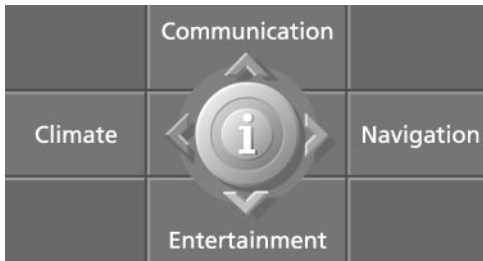 Communication
Climate
i
Navigation
Entertainment